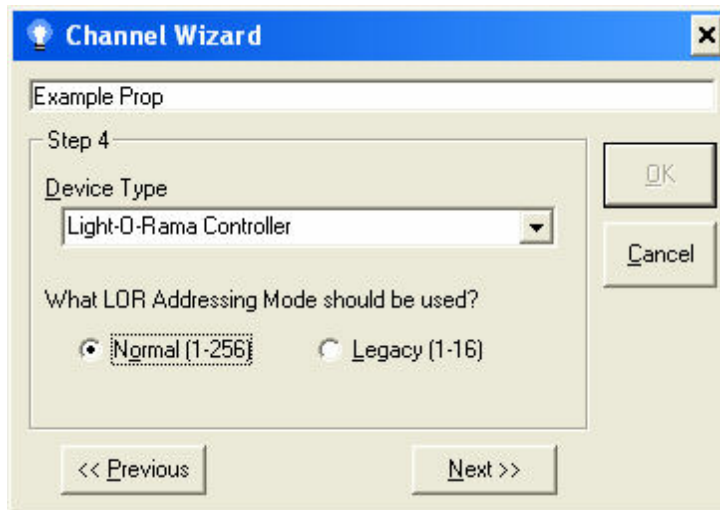 Channel Wizard
Example Prop
Step 4
Device Type
Light-O-Rama Controller
OK
Cancel
What LOR Addressing Mode should be used?
Normal (1-256)
Legacy (1-16)
<< Previous
Next >>